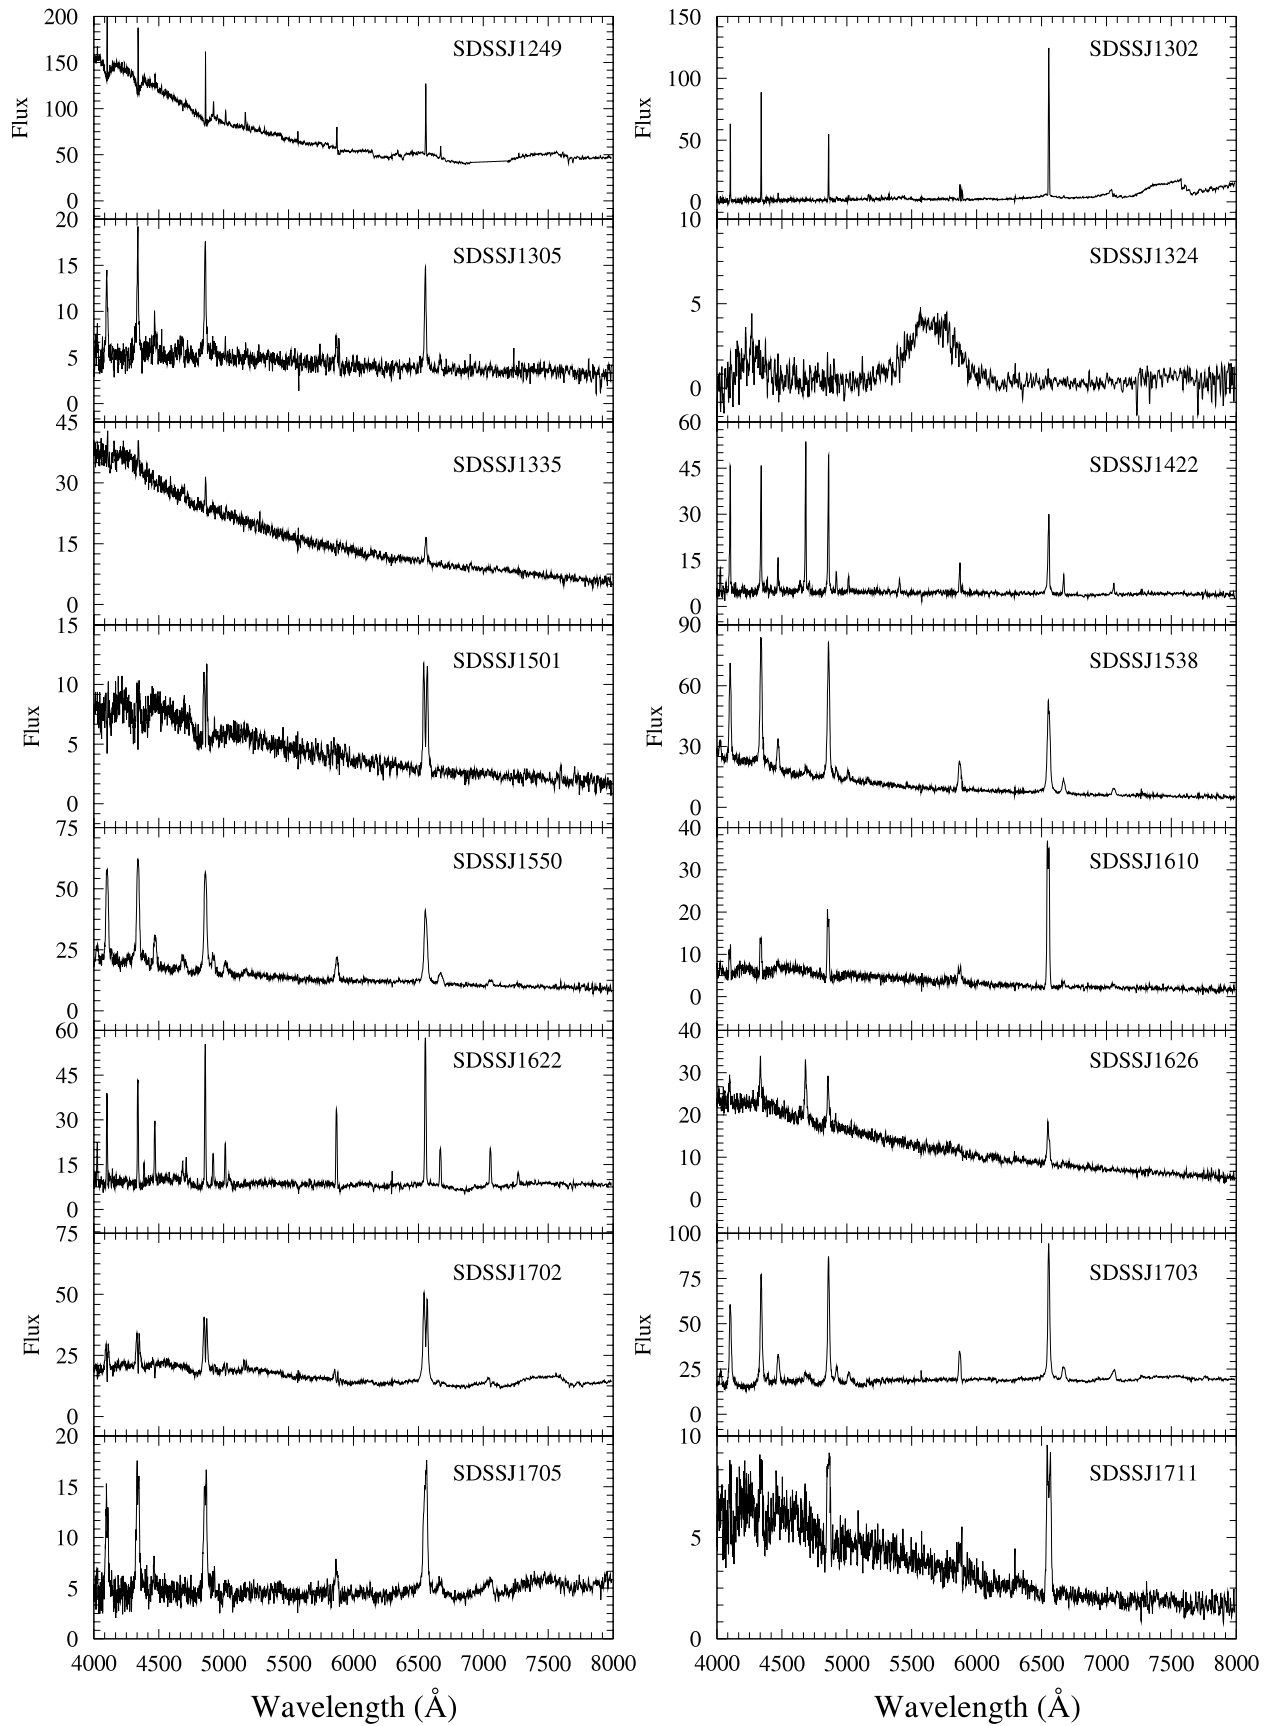 200 150 100 50 0 Flux SDSSJ1249
150 100 50 0 Flux SDSSJ1302
20 15 10 5 0 SDSSJ1305
10 5 0 SDSSJ1324
45 30 15 0 SDSSJ1335
60 45 30 15 0 SDSSJ1422
15 10 5 0 Flux SDSSJ1501
90 60 30 0 Flux SDSSJ1538
75 50 25 0 SDSSJ1550
40 30 20 10 0 SDSSJ1610
60 45 30 15 0 SDSSJ1622
40 30 20 10 0 SDSSJ1626
75 50 25 0 Flux SDSSJ1702
100 75 50 25 0 Flux SDSSJ1703
20 15 10 5 0 SDSSJ1705
10 5 0 SDSSJ1711
4000 4500 5000 5500 6000 6500 7000 7500 8000
4000 4500 5000 5500 6000 6500 7000 7500 8000
Wavelength (Å)
Wavelength (Å)